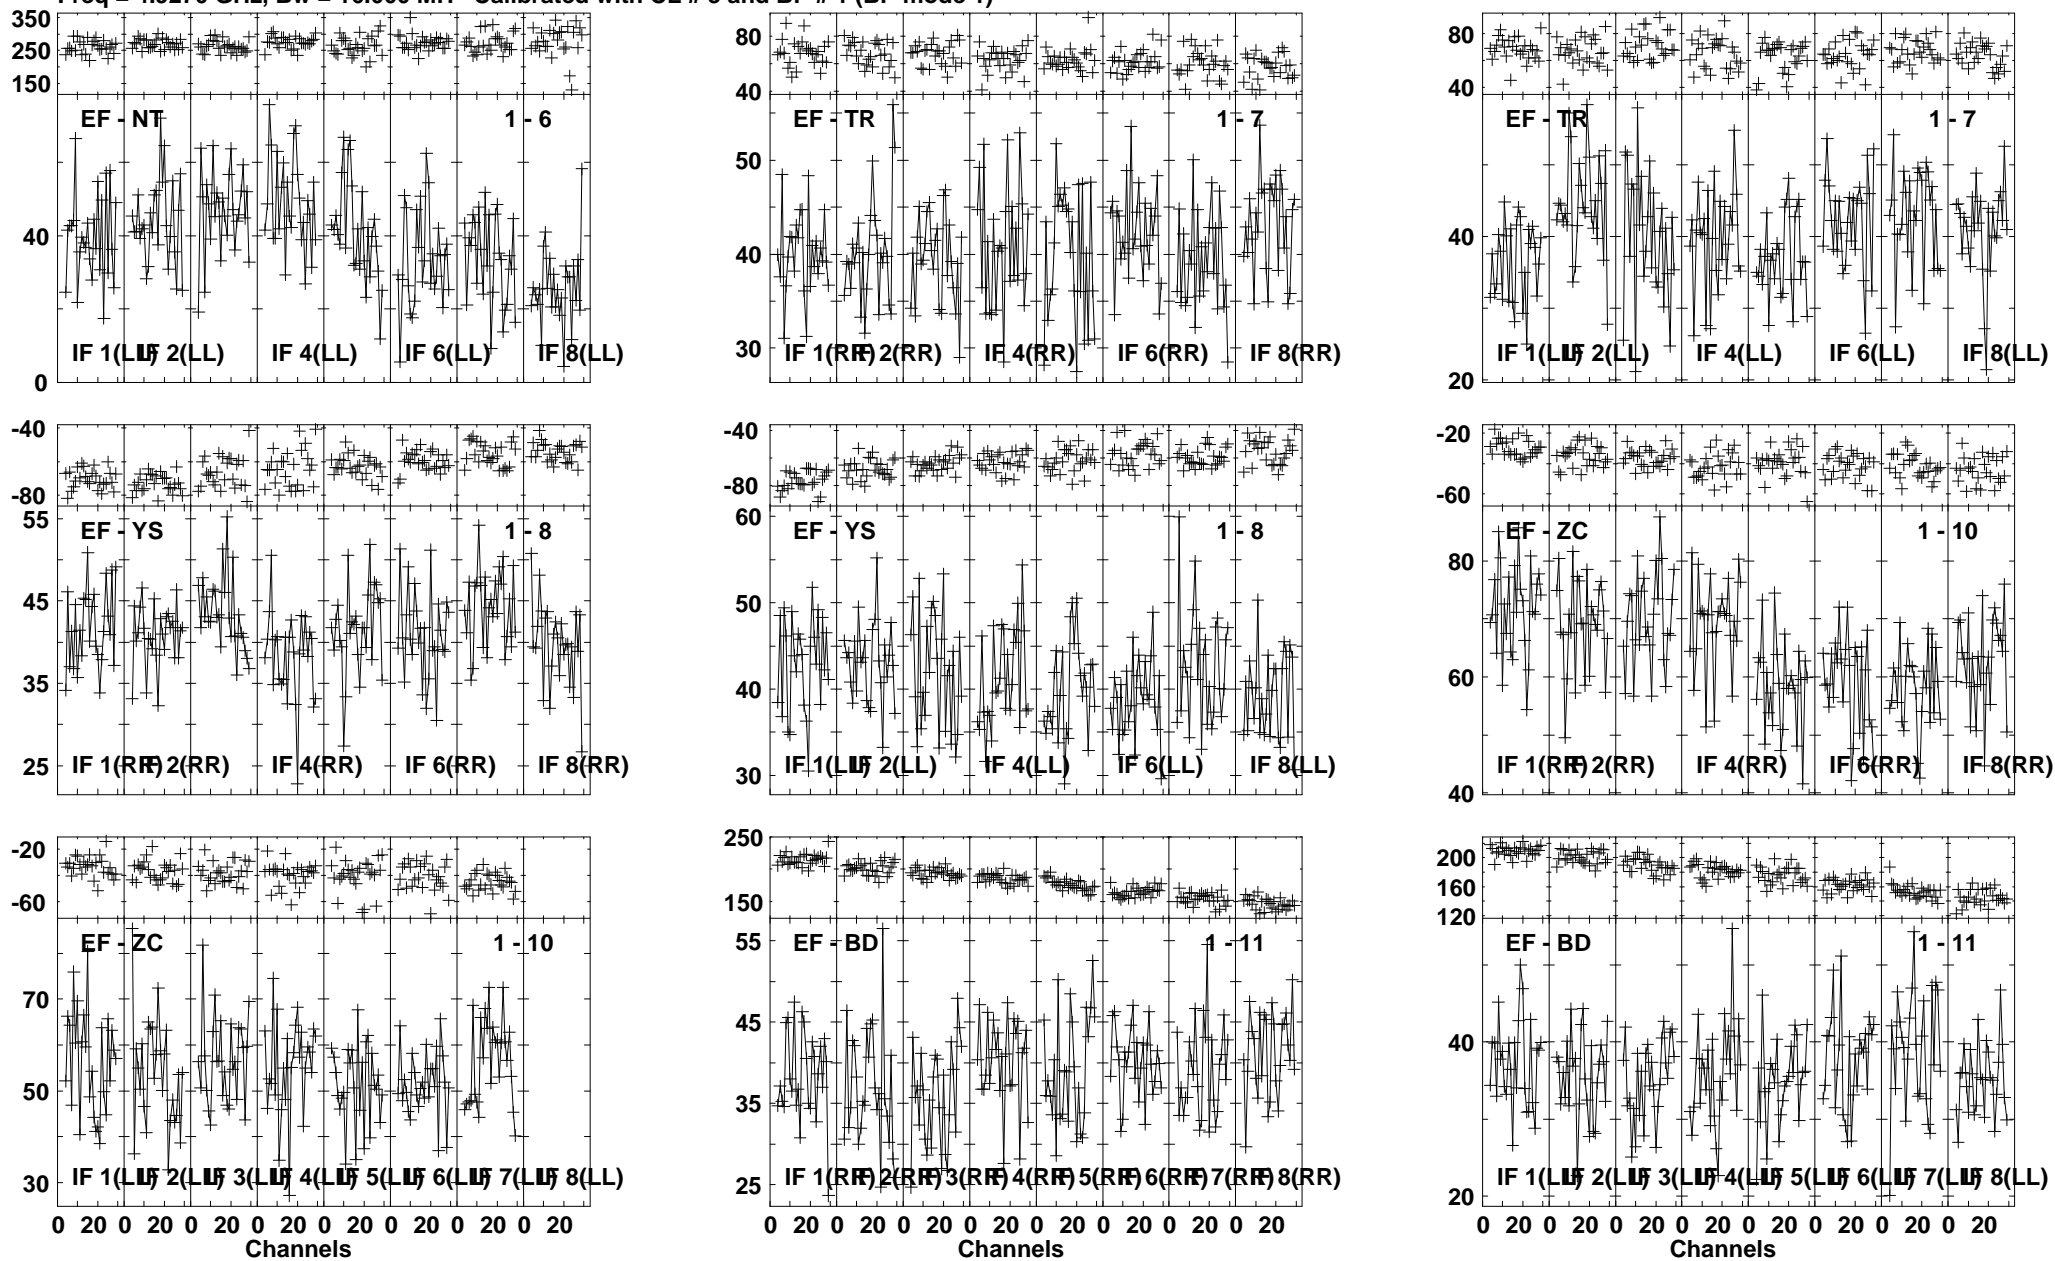 350
250
150
EF - NT
1 - 6
40
0
IF 1(LL) IF 2(LL) IF 4(LL) IF 6(LL) IF 8(LL)
80
40
EF - TR
1 - 7
50
40
30
IF 1(RR) IF 2(RR) IF 4(RR) IF 6(RR) IF 8(RR)
80
40
EF - TR
1 - 7
40
20
IF 1(LL) IF 2(LL) IF 4(LL) IF 6(LL) IF 8(LL)
-40
-80
55
EF - YS
1 - 8
45
35
25
IF 1(RR) IF 2(RR) IF 4(RR) IF 6(RR) IF 8(RR)
-40
-80
60
EF - YS
1 - 8
50
40
30
IF 1(LL) IF 2(LL) IF 4(LL) IF 6(LL) IF 8(LL)
-20
-60
EF - ZC
1 - 10
80
60
40
IF 1(RR) IF 2(RR) IF 4(RR) IF 6(RR) IF 8(RR)
-20
-60
EF - ZC
1 - 10
70
50
30
IF 1(LL) IF 2(LL) IF 3(LL) IF 4(LL) IF 5(LL) IF 6(LL) IF 7(LL) IF 8(LL)
0 20 0 20 0 20 0 20 0 20 0 20 0 20 0 20
Channels
250
150
EF - BD
1 - 11
55
45
35
25
IF 1(RR) IF 2(RR) IF 3(RR) IF 4(RR) IF 5(RR) IF 6(RR) IF 7(RR) IF 8(RR)
0 20 0 20 0 20 0 20 0 20 0 20 0 20 0 20
Channels
200
160
120
EF - BD
1 - 11
40
20
IF 1(LL) IF 2(LL) IF 3(LL) IF 4(LL) IF 5(LL) IF 6(LL) IF 7(LL) IF 8(LL)
0 20 0 20 0 20 0 20 0 20 0 20 0 20 0 20
Channels